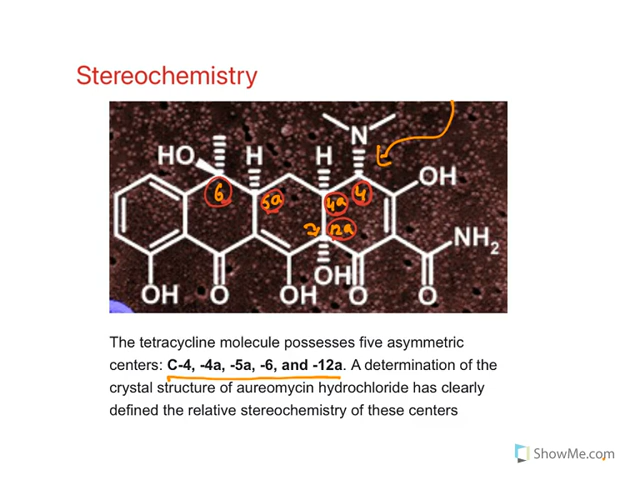 Stereochemistry
N
HO H H
OH
6 5a 4a 4
12a
NH2
OH
OH O OH O O
The tetracycline molecule possesses five asymmetric
centers: C-4, -4a, -5a, -6, and -12a. A determination of the
crystal structure of aureomycin hydrochloride has clearly
defined the relative stereochemistry of these centers
ShowMe.com